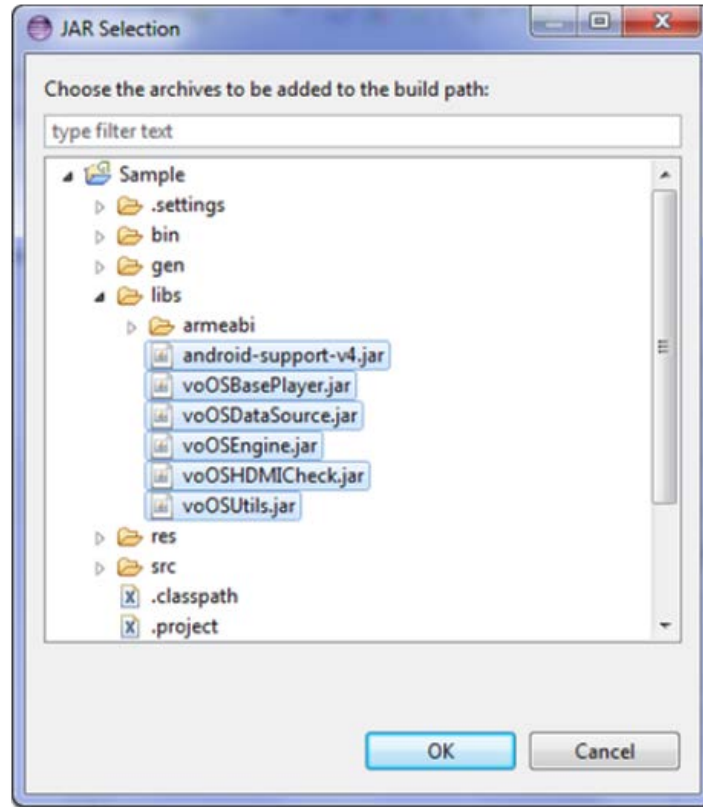 JAR Selection
Choose the archives to be added to the build path:
type filter text
Sample
.settings
bin
gen
libs
armeabi
android-support-v4.jar
voOSBasePlayer.jar
voOSDataSource.jar
voOSEngine.jar
voOSHDMICheck.jar
voOSUtils.jar
res
src
.classpath
.project
OK Cancel